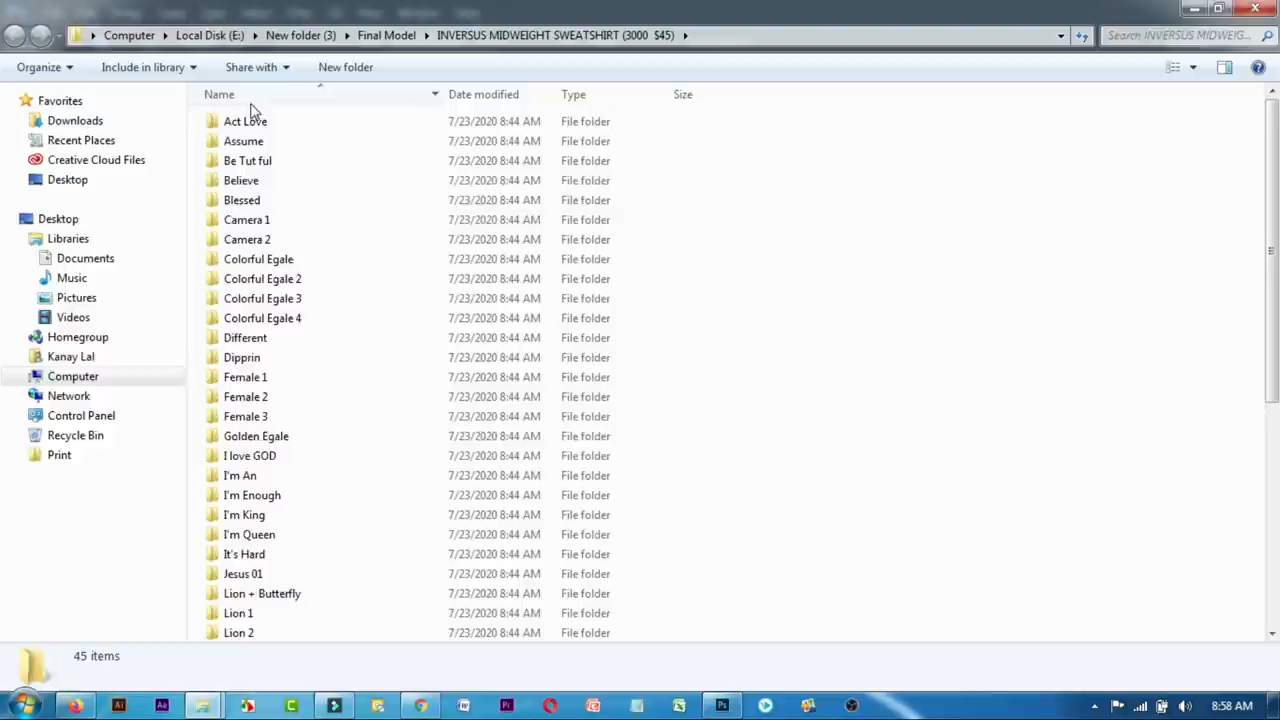 Computer Local Disk (E:) New folder (3) Final Model INVERSUS MIDWEIGHT SWEATSHIRT (3000 $45) Search INVERSUS MIDWEIGHT SWEATSHIRT (3000 $45)
Organize Include in library Share with New folder
Name Date modified Type Size
Favorites
Downloads
Recent Places
Creative Cloud Files
Desktop
Desktop
Libraries
Documents
Music
Pictures
Videos
Homegroup
Kanay Lal
Computer
Network
Control Panel
Recycle Bin
Print
Act Love 7/23/2020 8:44 AM File folder
Assume 7/23/2020 8:44 AM File folder
Be Tut ful 7/23/2020 8:44 AM File folder
Believe 7/23/2020 8:44 AM File folder
Blessed 7/23/2020 8:44 AM File folder
Camera 1 7/23/2020 8:44 AM File folder
Camera 2 7/23/2020 8:44 AM File folder
Colorful Egale 7/23/2020 8:44 AM File folder
Colorful Egale 2 7/23/2020 8:44 AM File folder
Colorful Egale 3 7/23/2020 8:44 AM File folder
Colorful Egale 4 7/23/2020 8:44 AM File folder
Different 7/23/2020 8:44 AM File folder
Dipprin 7/23/2020 8:44 AM File folder
Female 1 7/23/2020 8:44 AM File folder
Female 2 7/23/2020 8:44 AM File folder
Female 3 7/23/2020 8:44 AM File folder
Golden Egale 7/23/2020 8:44 AM File folder
I love GOD 7/23/2020 8:44 AM File folder
I'm An 7/23/2020 8:44 AM File folder
I'm Enough 7/23/2020 8:44 AM File folder
I'm King 7/23/2020 8:44 AM File folder
I'm Queen 7/23/2020 8:44 AM File folder
It's Hard 7/23/2020 8:44 AM File folder
Jesus 01 7/23/2020 8:44 AM File folder
Lion + Butterfly 7/23/2020 8:44 AM File folder
Lion 1 7/23/2020 8:44 AM File folder
Lion 2 7/23/2020 8:44 AM File folder
45 items
Ai Ae Pr Ps 8:58 AM